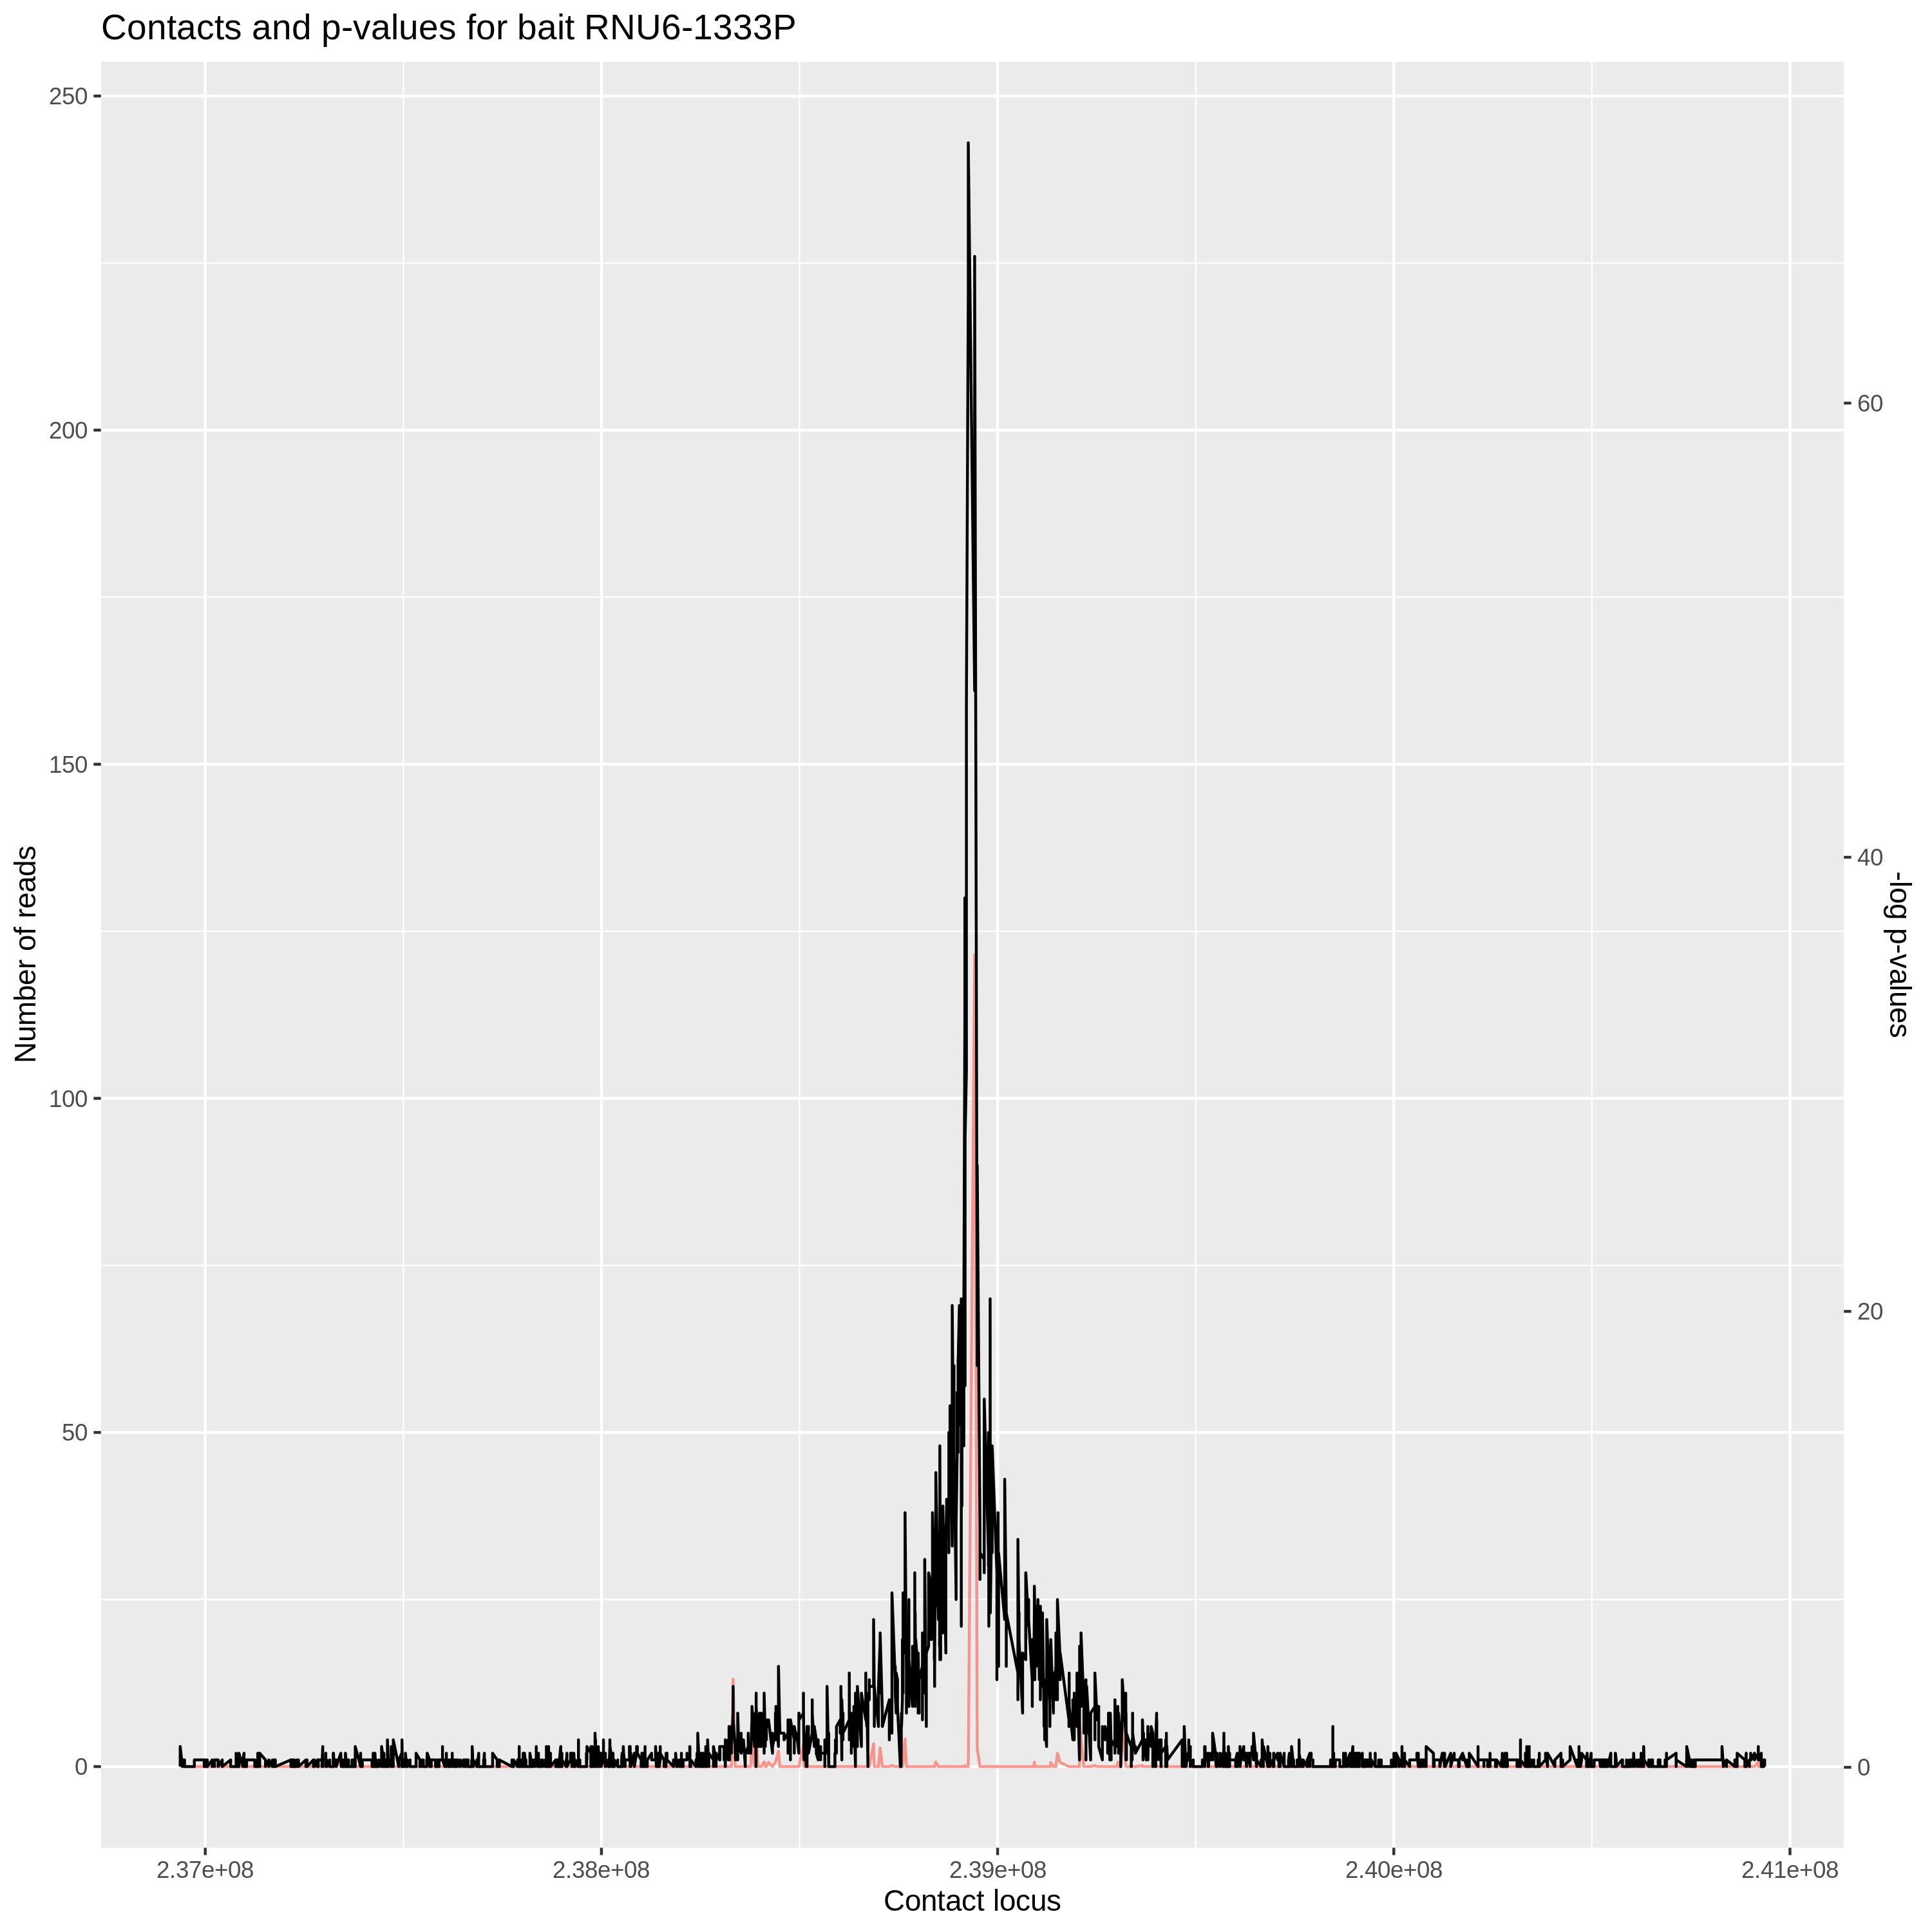 Contacts and p-values for bait RNU6-1333P
250
200
150
100
50
0
Number of reads
60
40
20
0
-log p-values
2.37e+08
2.38e+08
2.39e+08
2.40e+08
2.41e+08
Contact locus